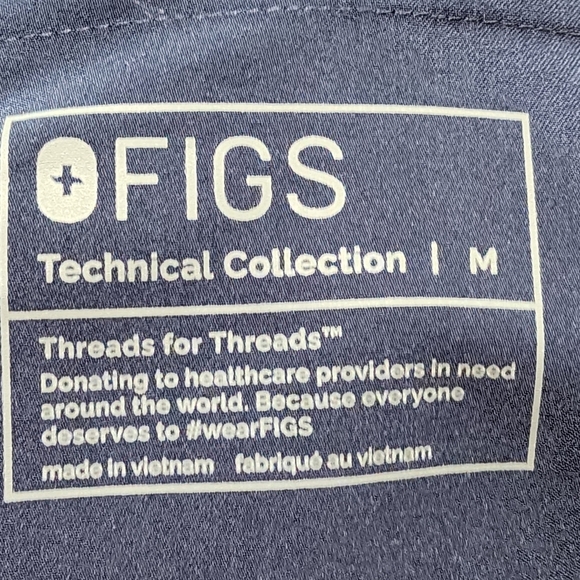 FIGS
Technical Collection | M
Threads for Threads™
Donating to healthcare providers in need
around the world. Because everyone
deserves to #wearFIGS
made in vietnam fabriqué au vietnam